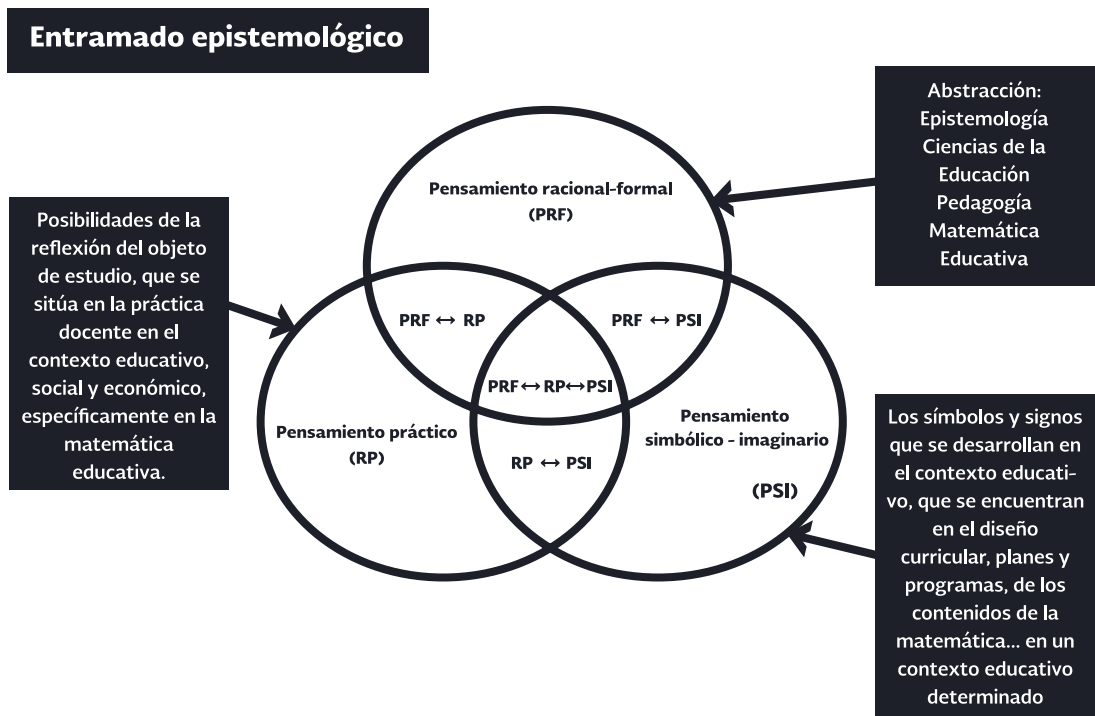 Entramado epistemológico
Abstracción:
Epistemología
Ciencias de la
Educación
Pedagogía
Matemática
Educativa
Pensamiento racional-formal
(PRF)
Posibilidades de la
reflexión del objeto
de estudio, que se
sitúa en la práctica
docente en el
contexto educativo,
social y económico,
específicamente en la
matemática
educativa.
PRF ↔ RP
PRF ↔ PSI
PRF↔RP↔PSI
Pensamiento práctico
(RP)
Pensamiento
simbólico - imaginario
(PSI)
RP ↔ PSI
Los símbolos y signos
que se desarrollan en
el contexto educati-
vo, que se encuentran
en el diseño
curricular, planes y
programas, de los
contenidos de la
matemática... en un
contexto educativo
determinado